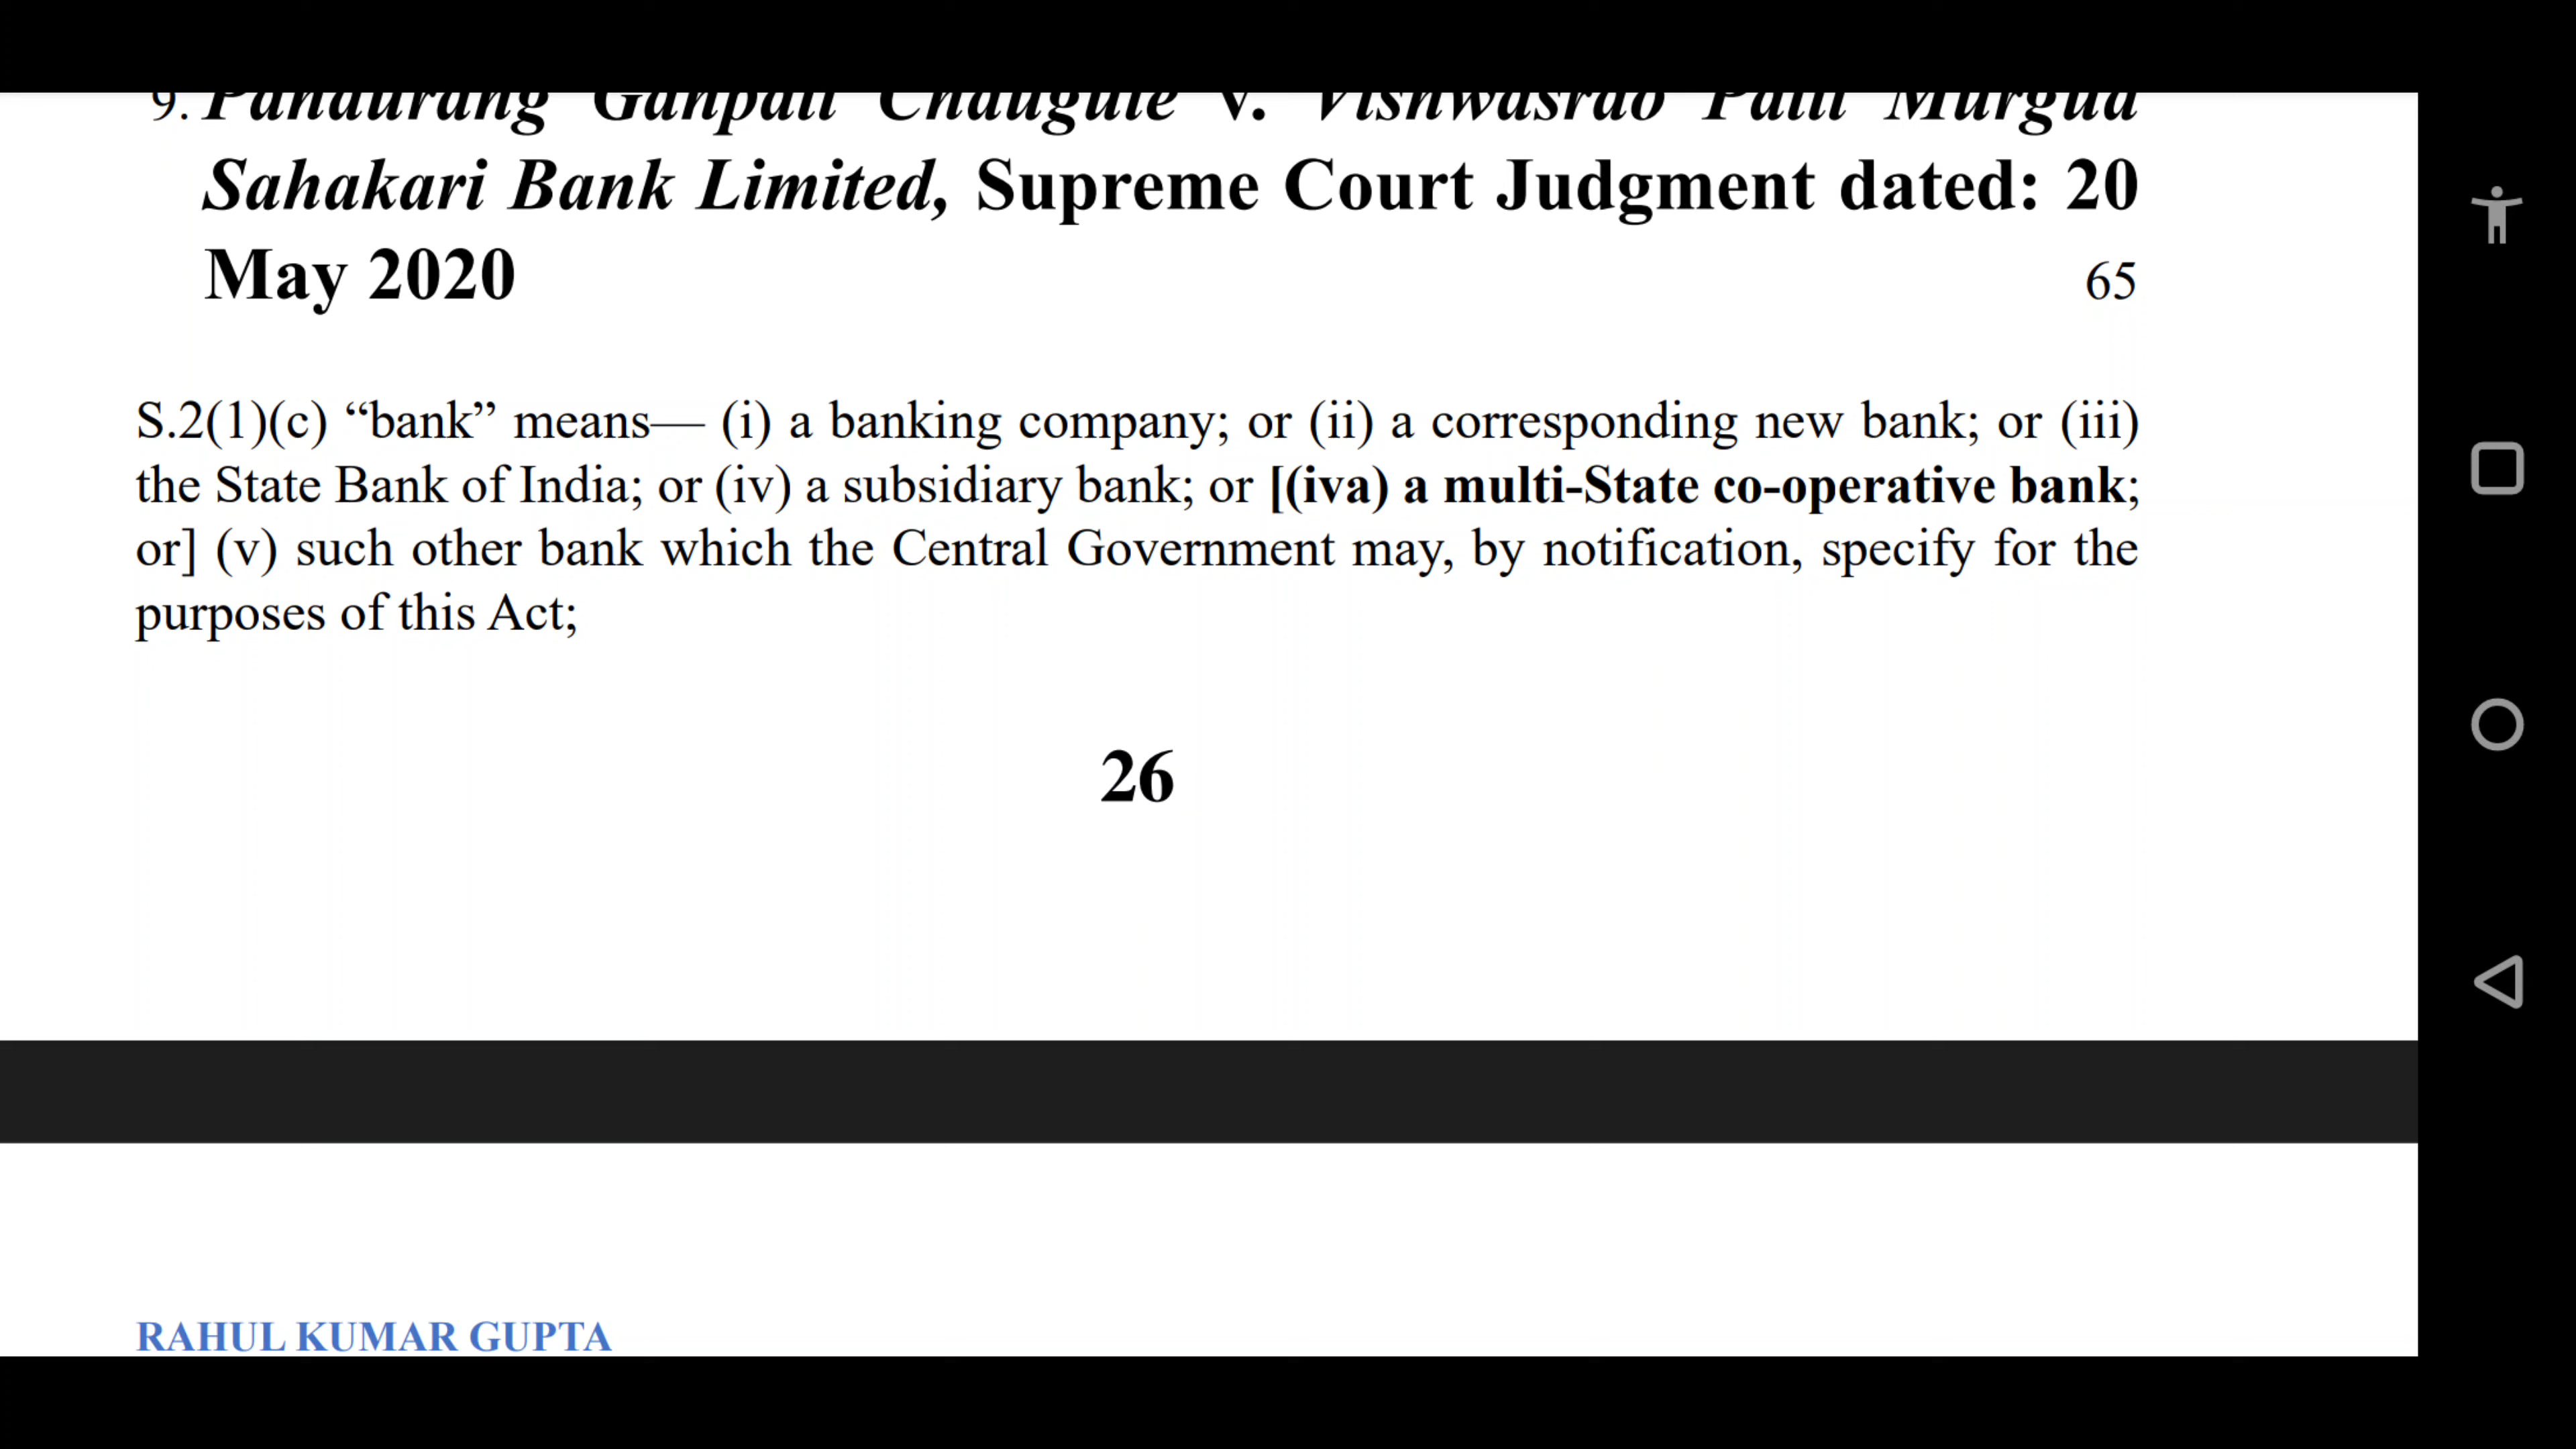 9. Pandurang Ganpati Chaugule v. Vishwasrao Patil Murgud
Sahakari Bank Limited, Supreme Court Judgment dated: 20
May 2020 65
S.2(1)(c) “bank” means— (i) a banking company; or (ii) a corresponding new bank; or (iii)
the State Bank of India; or (iv) a subsidiary bank; or [(iva) a multi-State co-operative bank;
or] (v) such other bank which the Central Government may, by notification, specify for the
purposes of this Act;
26
RAHUL KUMAR GUPTA